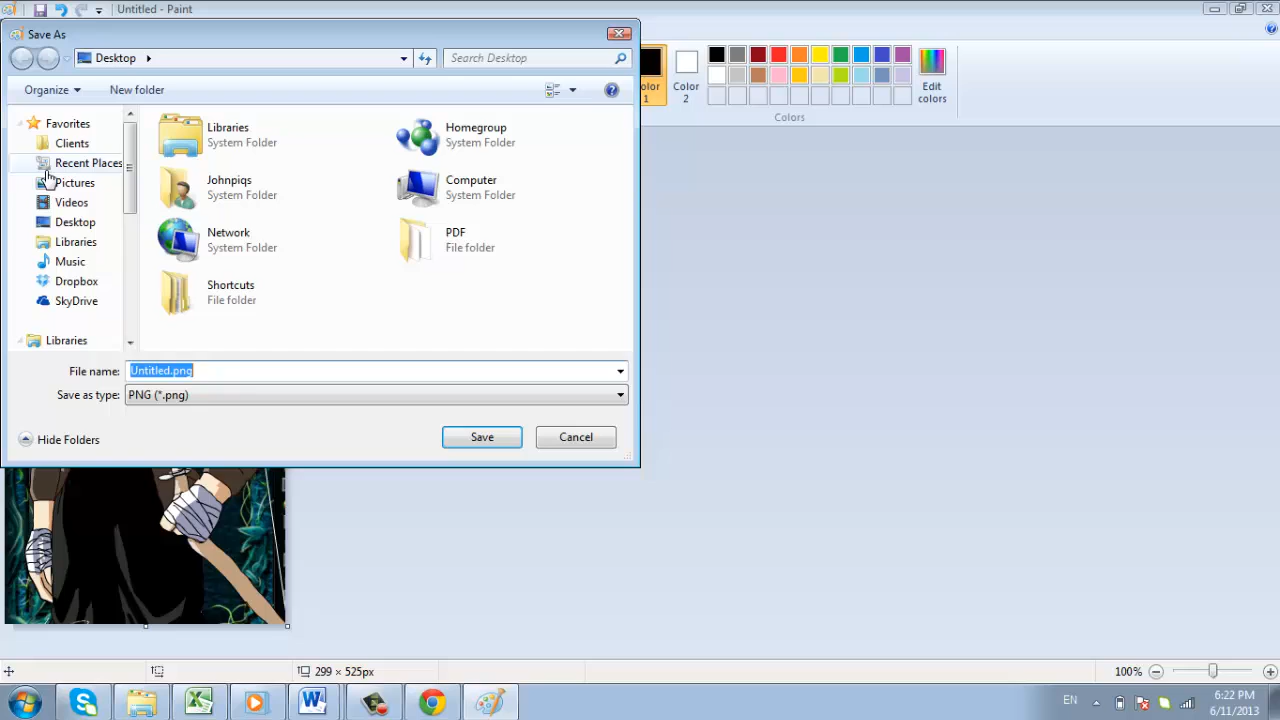 Untitled - Paint
Save As
Desktop
Search Desktop
Organize
New folder
Favorites
Clients
Recent Places
Pictures
Videos
Desktop
Libraries
Music
Dropbox
SkyDrive
Libraries
Libraries
System Folder
Homegroup
System Folder
Johnpiqs
System Folder
Computer
System Folder
Network
System Folder
PDF
File folder
Shortcuts
File folder
File name:
Untitled.png
Save as type:
PNG (*.png)
Hide Folders
Save
Cancel
olor
1
Color
2
Edit
colors
Colors
299 × 525px
100%
EN
6:22 PM
6/11/2013